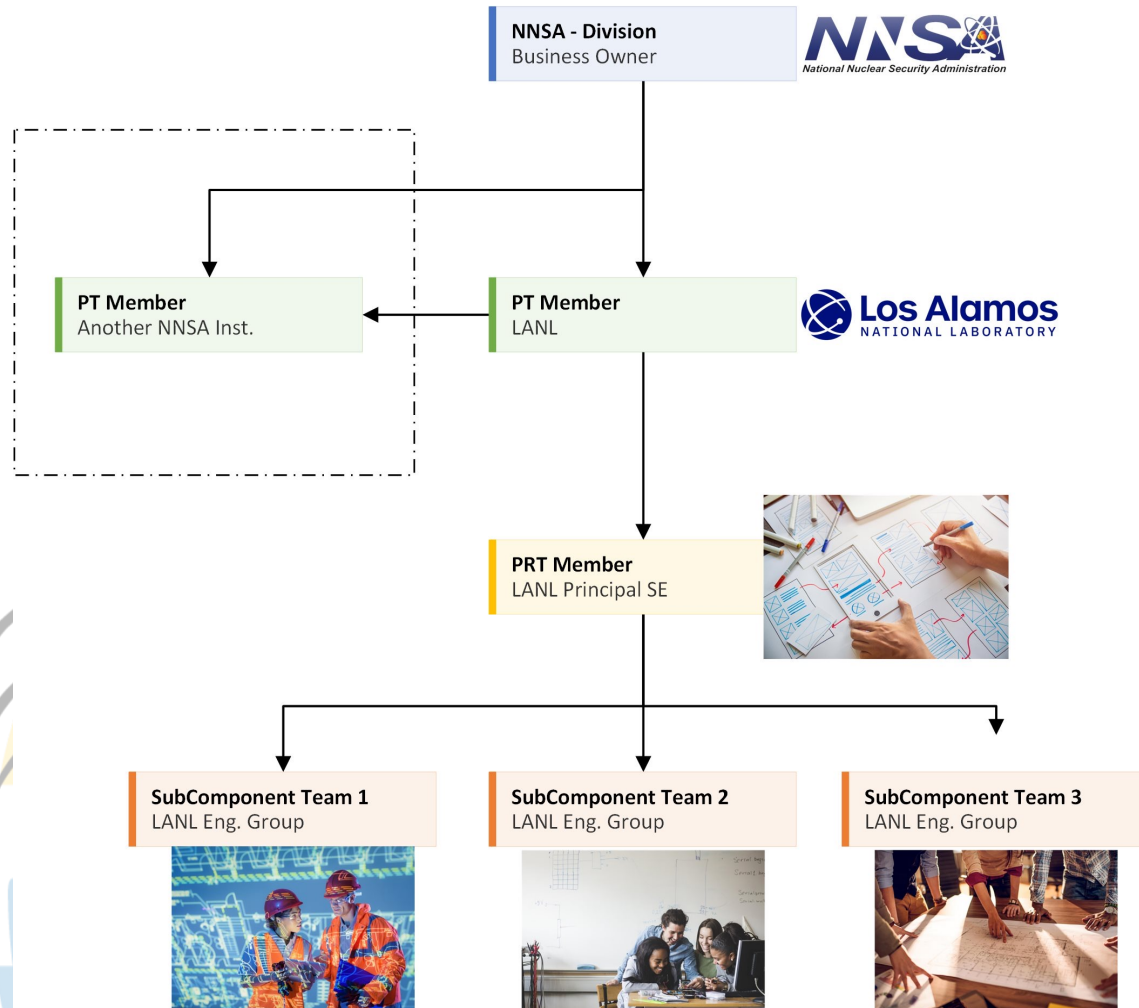 NNSA - Division
Business Owner
NNSA
National Nuclear Security Administration
PT Member
Another NNSA Inst.
PT Member
LANL
Los Alamos
NATIONAL LABORATORY
PRT Member
LANL Principal SE
SubComponent Team 1
LANL Eng. Group
SubComponent Team 2
LANL Eng. Group
SubComponent Team 3
LANL Eng. Group